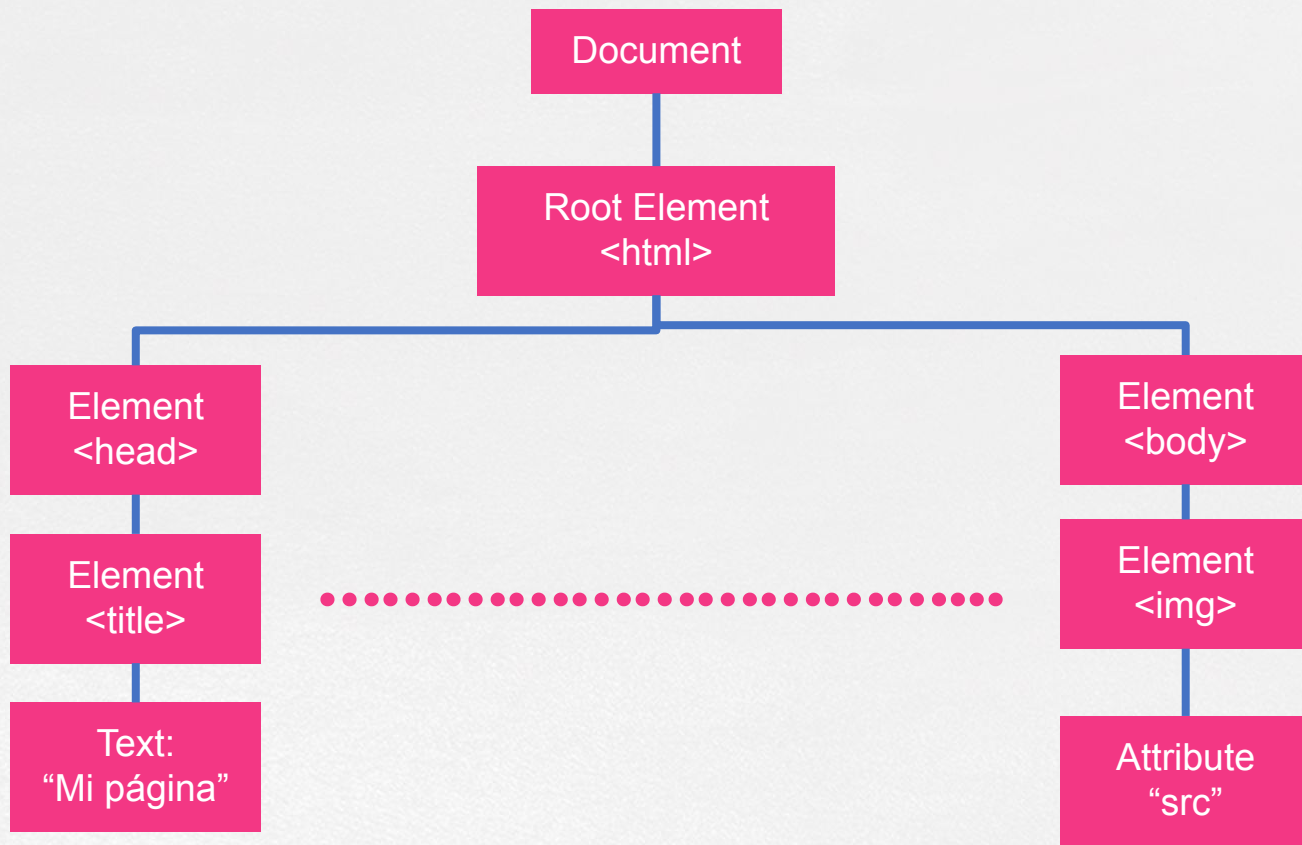 Document
Root Element
<html>
Element
<head>
Element
<body>
Element
<title>
Element
<img>
Text:
“Mi página”
Attribute
“src”